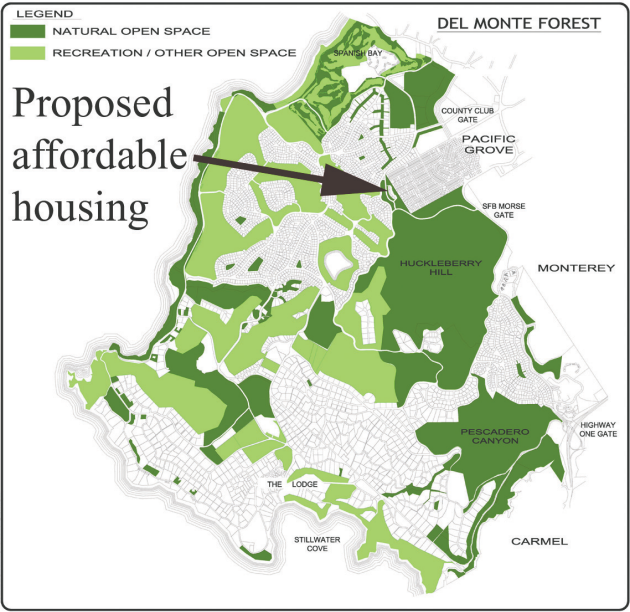 LEGEND
NATURAL OPEN SPACE
RECREATION / OTHER OPEN SPACE
DEL MONTE FOREST
SPANISH BAY
Proposed
affordable
housing
COUNTY CLUB
GATE
PACIFIC
GROVE
SFB MORSE
GATE
HUCKLEBERRY
HILL
MONTEREY
PESCADERO
CANYON
HIGHWAY
ONE GATE
THE LODGE
STILLWATER
COVE
CARMEL